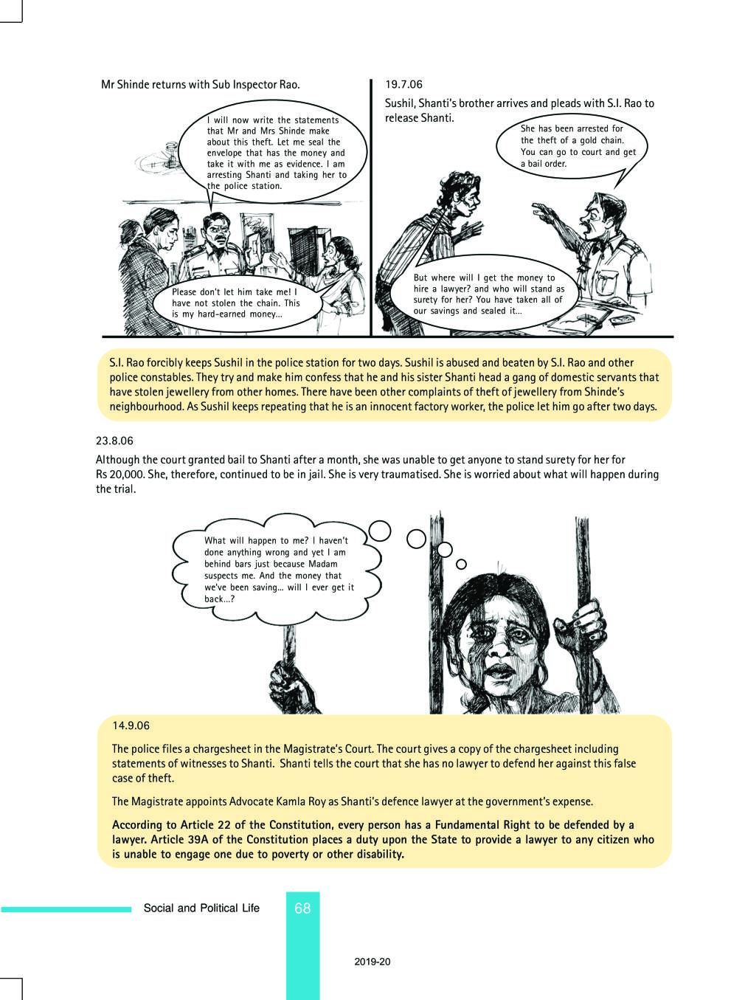 Mr Shinde returns with Sub Inspector Rao.
I will now write the statements
that Mr and Mrs Shinde make
about this theft. Let me seal the
envelope that has the money and
take it with me as evidence. I am
arresting Shanti and taking her to
the police station.
Please don't let him take me! I
have not stolen the chain. This
is my hard-earned money...
19.7.06
Sushil, Shanti's brother arrives and pleads with S.I. Rao to
release Shanti.
She has been arrested for
the theft of a gold chain.
You can go to court and get
a bail order.
But where will I get the money to
hire a lawyer? and who will stand as
surety for her? You have taken all of
our savings and sealed it...
S.I. Rao forcibly keeps Sushil in the police station for two days. Sushil is abused and beaten by S.I. Rao and other
police constables. They try and make him confess that he and his sister Shanti head a gang of domestic servants that
have stolen jewellery from other homes. There have been other complaints of theft of jewellery from Shinde's
neighbourhood. As Sushil keeps repeating that he is an innocent factory worker, the police let him go after two days.
23.8.06
Although the court granted bail to Shanti after a month, she was unable to get anyone to stand surety for her for
Rs 20,000. She, therefore, continued to be in jail. She is very traumatised. She is worried about what will happen during
the trial.
What will happen to me? I haven't
done anything wrong and yet I am
behind bars just because Madam
suspects me. And the money that
we've been saving... will I ever get it
back...?
14.9.06
The police files a chargesheet in the Magistrate's Court. The court gives a copy of the chargesheet including
statements of witnesses to Shanti. Shanti tells the court that she has no lawyer to defend her against this false
case of theft.
The Magistrate appoints Advocate Kamla Roy as Shanti's defence lawyer at the government's expense.
According to Article 22 of the Constitution, every person has a Fundamental Right to be defended by a
lawyer. Article 39A of the Constitution places a duty upon the State to provide a lawyer to any citizen who
is unable to engage one due to poverty or other disability.
Social and Political Life 68
2019-20